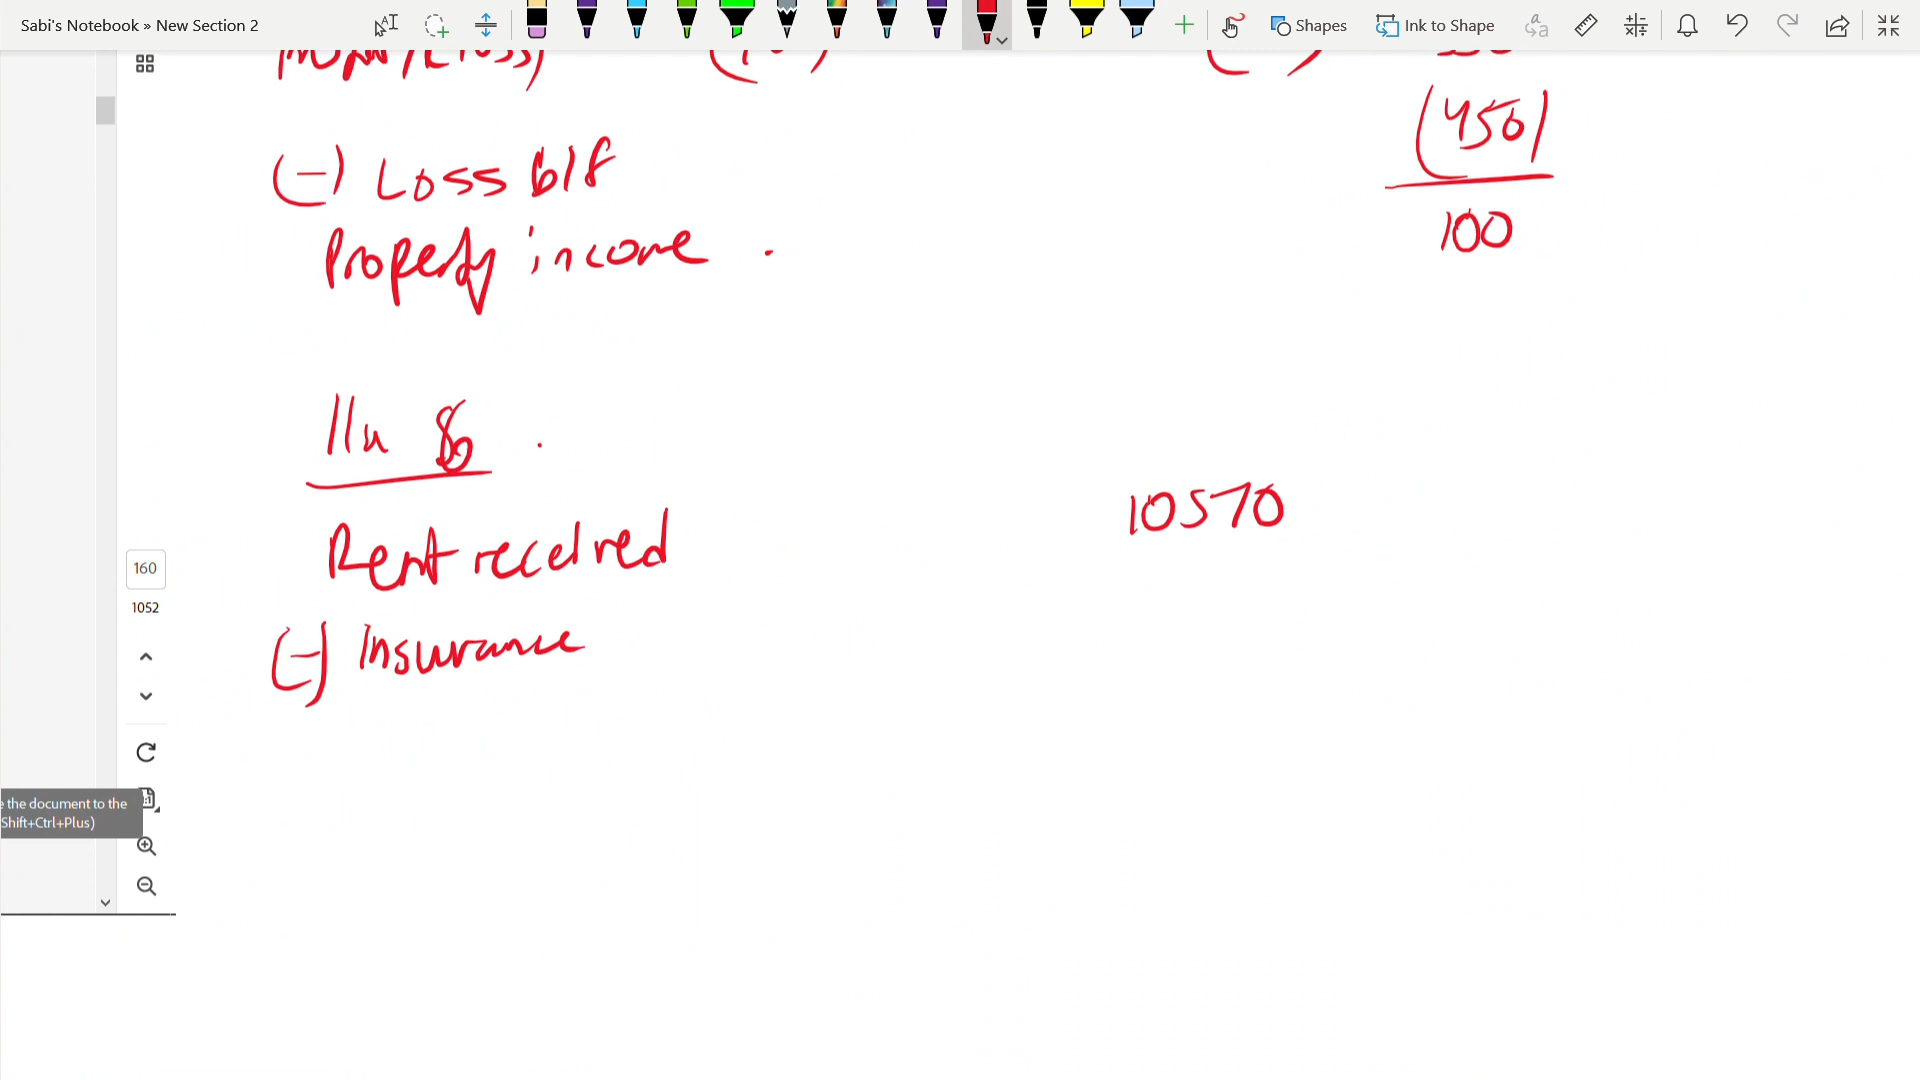 Sabi's Notebook » New Section 2
Shapes
Ink to Shape
(450)
(-) Loss b/f
100
Property income .
Illu 8
Rent received
10570
(-) Insurance
160
1052
e the document to the
Shift+Ctrl+Plus)